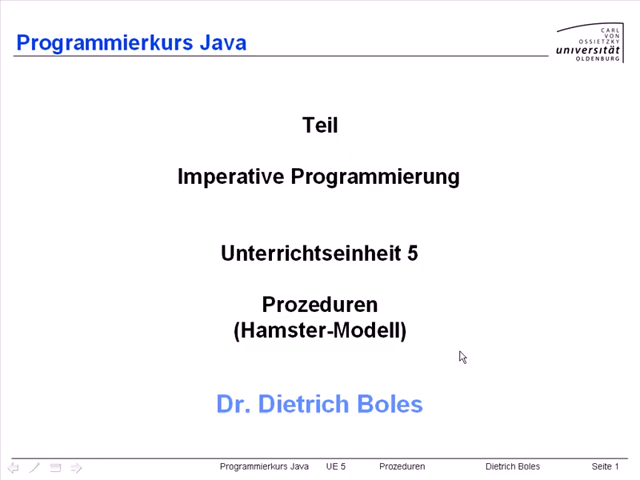 Programmierkurs Java
CARL
VON
OSSIETZKY
universität
OLDENBURG
Teil
Imperative Programmierung
Unterrichtseinheit 5
Prozeduren
(Hamster-Modell)
Dr. Dietrich Boles
Programmierkurs Java UE 5 Prozeduren Dietrich Boles Seite 1